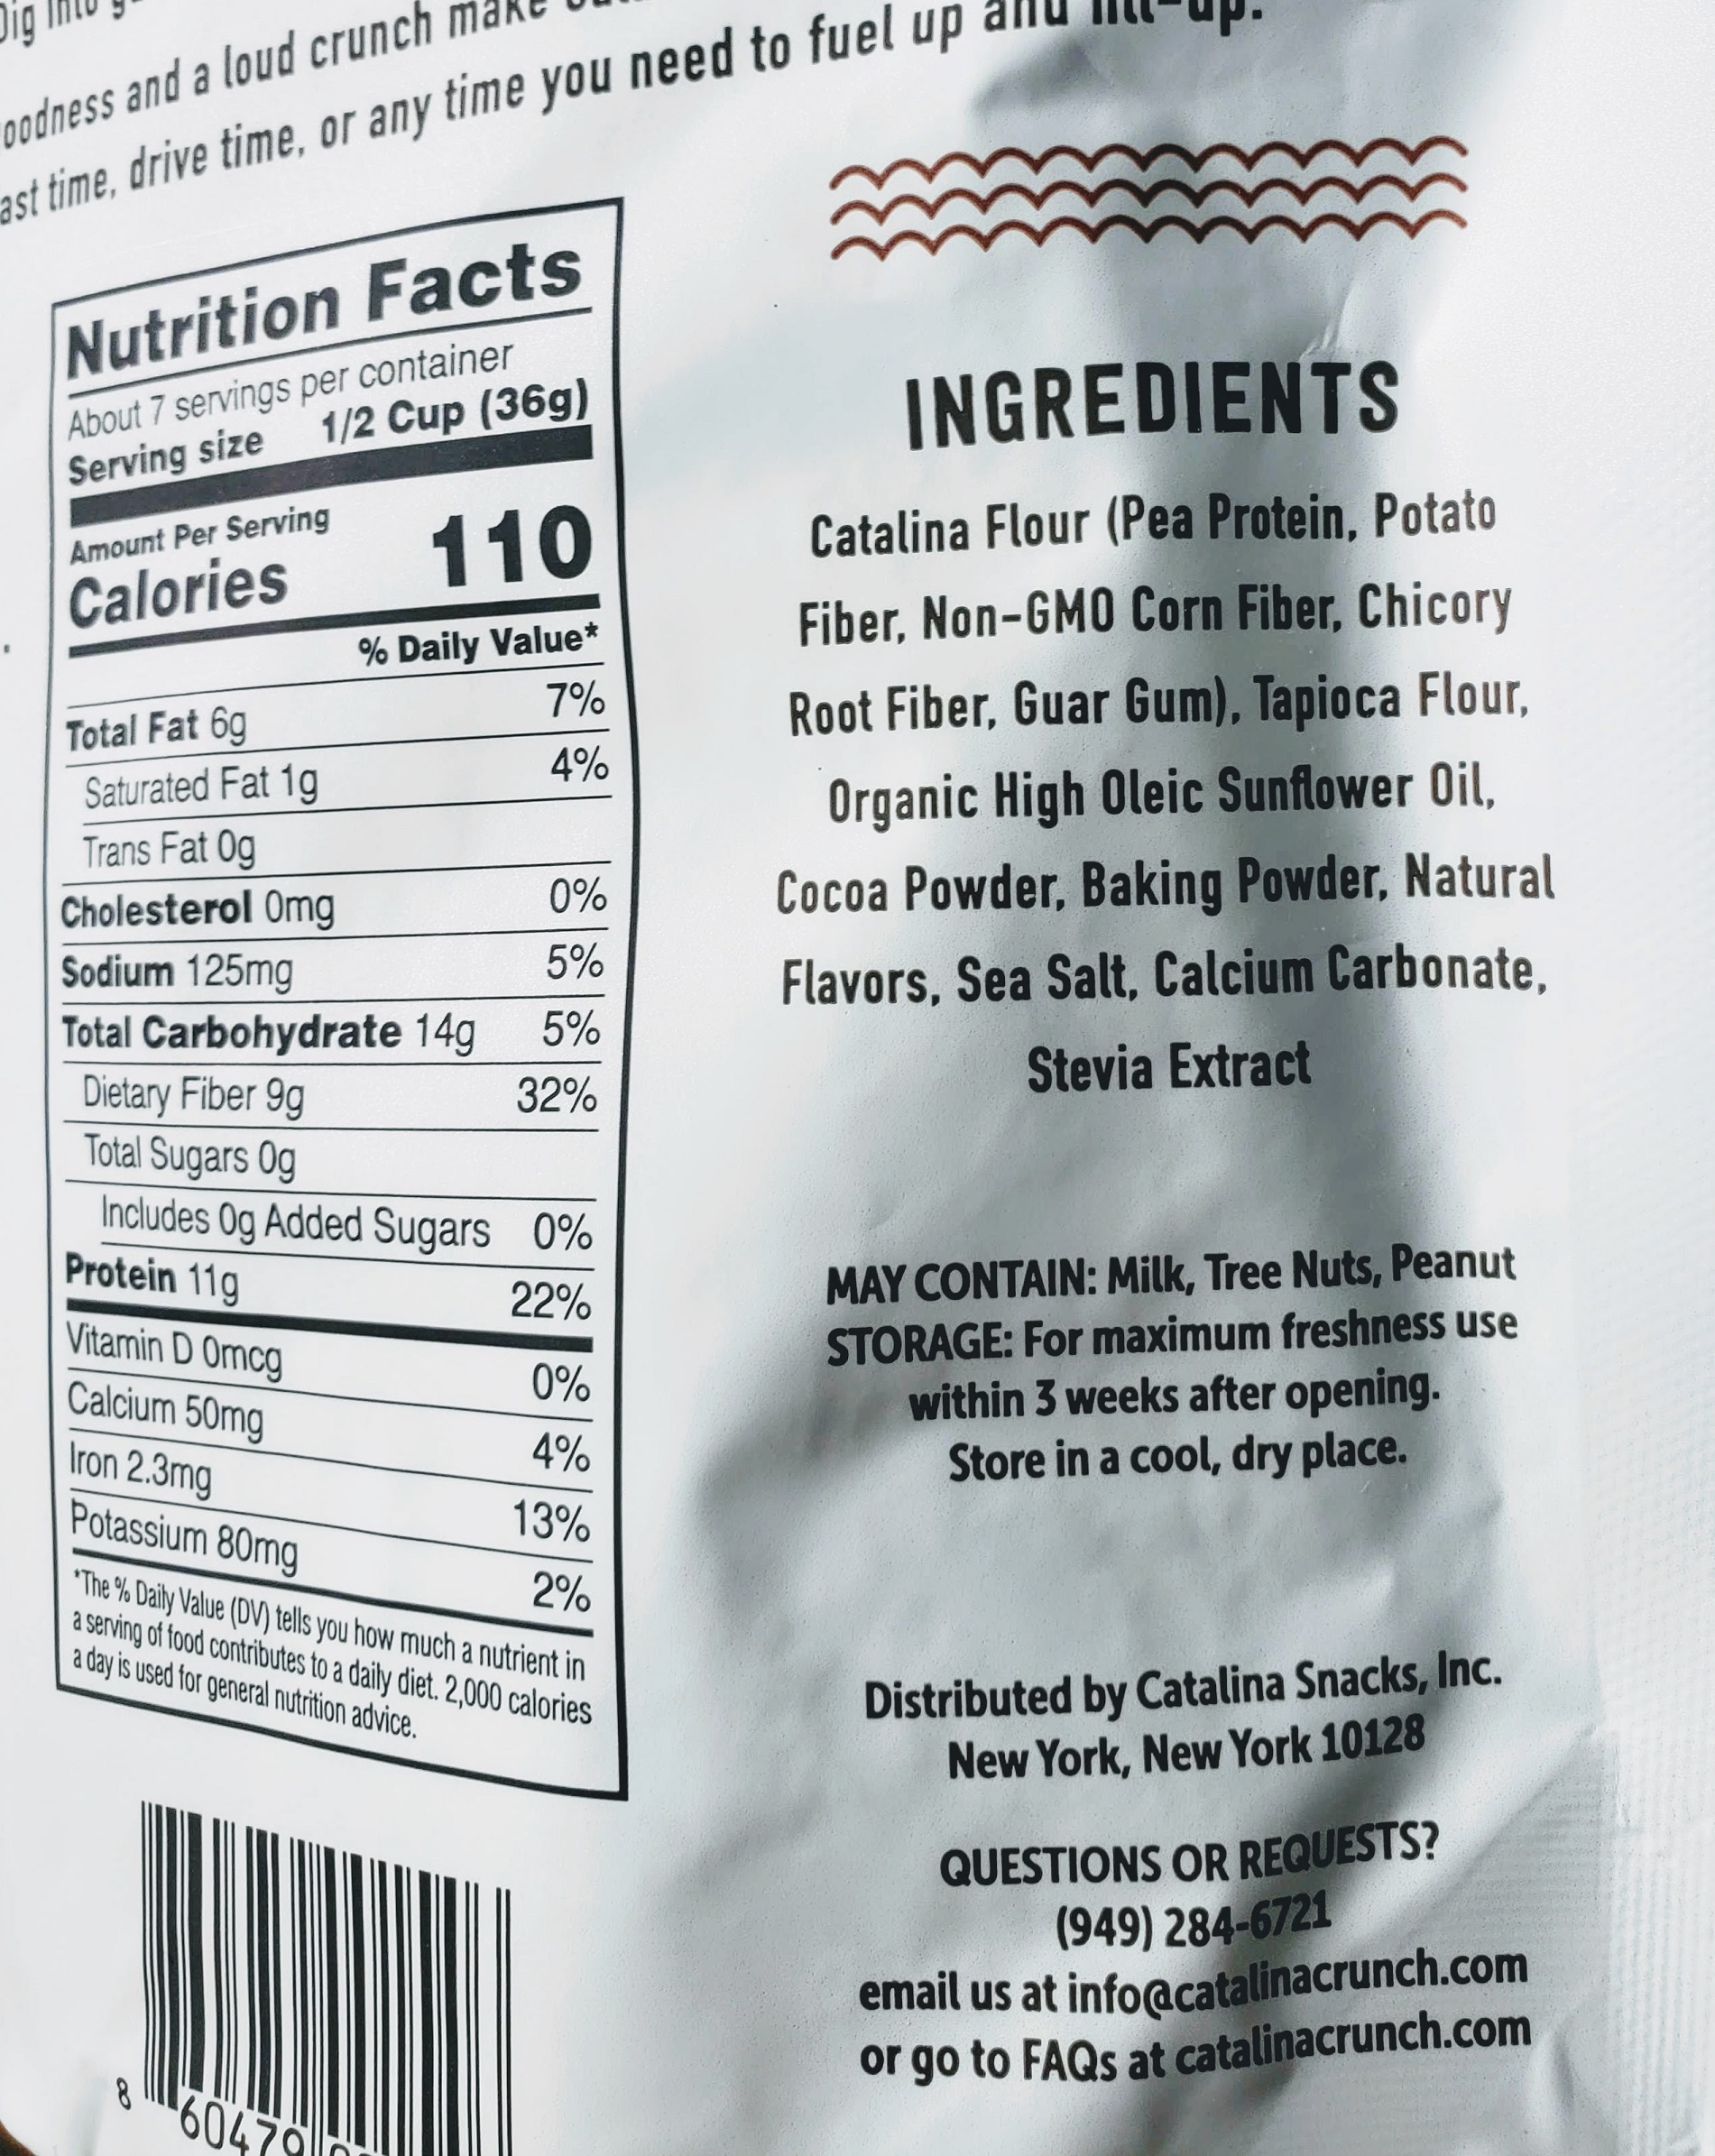 Dig into
and a loud crunch make
time, drive time, or any time you need to fuel up and fill-up.
Nutrition Facts
About 7 servings per container
Serving size 1/2 Cup (36g)
Amount Per Serving
Calories 110
% Daily Value*
Total Fat 6g 7%
Saturated Fat 1g 4%
Trans Fat 0g
Cholesterol 0mg 0%
Sodium 125mg 5%
Total Carbohydrate 14g 5%
Dietary Fiber 9g 32%
Total Sugars 0g
Includes 0g Added Sugars 0%
Protein 11g 22%
Vitamin D 0mcg 0%
Calcium 50mg 4%
Iron 2.3mg 13%
Potassium 80mg 2%
*The % Daily Value (DV) tells you how much a nutrient in
a serving of food contributes to a daily diet. 2,000 calories
a day is used for general nutrition advice.
8 60479
INGREDIENTS
Catalina Flour (Pea Protein, Potato
Fiber, Non-GMO Corn Fiber, Chicory
Root Fiber, Guar Gum), Tapioca Flour,
Organic High Oleic Sunflower Oil,
Cocoa Powder, Baking Powder, Natural
Flavors, Sea Salt, Calcium Carbonate,
Stevia Extract
MAY CONTAIN: Milk, Tree Nuts, Peanut
STORAGE: For maximum freshness use
within 3 weeks after opening.
Store in a cool, dry place.
Distributed by Catalina Snacks, Inc.
New York, New York 10128
QUESTIONS OR REQUESTS?
(949) 284-6721
email us at info@catalinacrunch.com
or go to FAQs at catalinacrunch.com